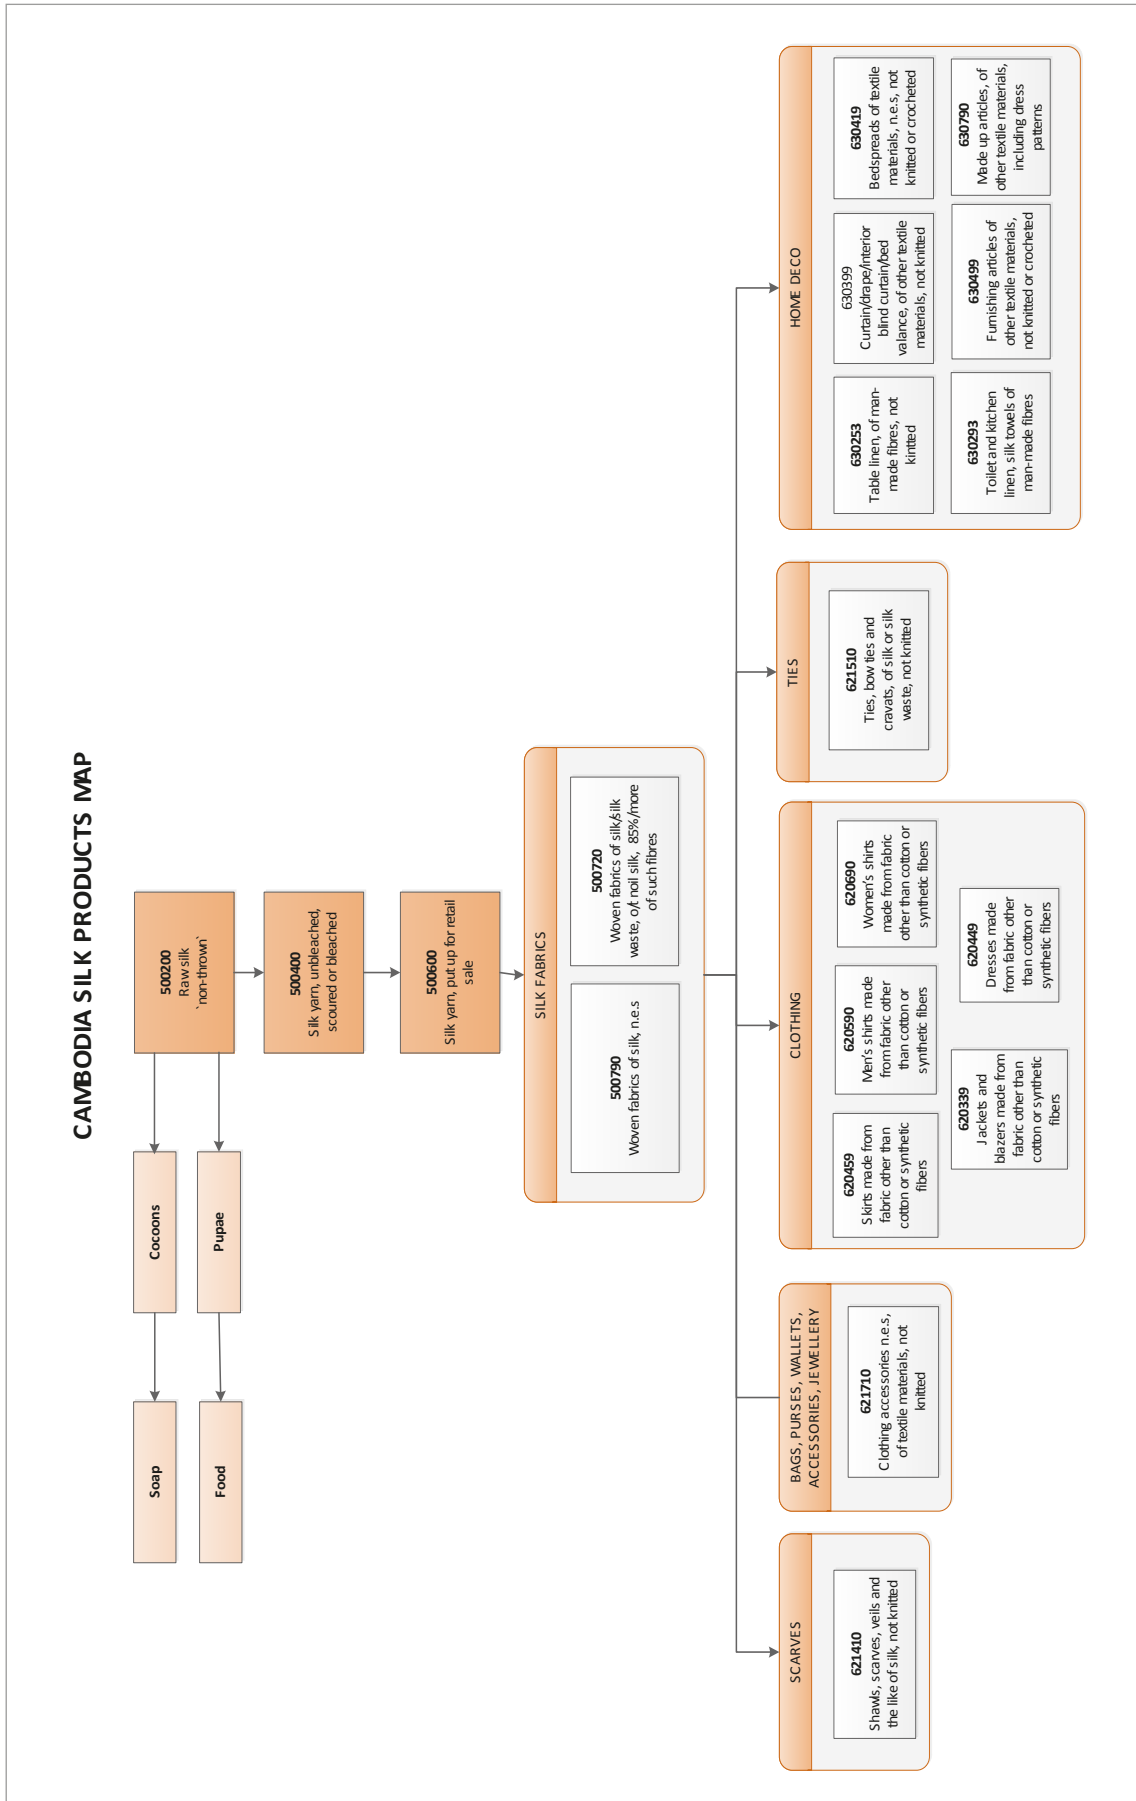 CAMBODIA SILK PRODUCTS MAP
Soap
Cocoons
500200
Raw silk
`non-thrown`
Food
Pupae
500400
Silk yarn, unbleached,
scoured or bleached
500600
Silk yarn, put up for retail
sale
SILK FABRICS
500790
Woven fabrics of silk, n.e.s
500720
Woven fabrics of silk/silk
waste, o/t noil silk, 85%/more
of such fibres
SCARVES
621410
Shawls, scarves, veils and
the like of silk, not knitted
BAGS, PURSES, WALLETS,
ACCESSORIES, JEWELLERY
621710
Clothing accessories n.e.s,
of textile materials, not
knitted
CLOTHING
620459
Skirts made from
fabric other than
cotton or synthetic
fibers
620590
Men's shirts made
from fabric other
than cotton or
synthetic fibers
620690
Women's shirts
made from fabric
other than cotton or
synthetic fibers
620339
Jackets and
blazers made from
fabric other than
cotton or synthetic
fibers
620449
Dresses made
from fabric other
than cotton or
synthetic fibers
TIES
621510
Ties, bow ties and
cravats, of silk or silk
waste, not knitted
HOME DECO
630253
Table linen, of man-
made fibres, not
kintted
630399
Curtain/drape/interior
blind curtain/bed
valance, of other textile
materials, not knitted
630419
Bedspreads of textile
materials, n.e.s, not
knitted or crocheted
630293
Toilet and kitchen
linen, silk towels of
man-made fibres
630499
Furnishing articles of
other textile materials,
not knitted or crocheted
630790
Made up articles, of
other textile materials,
including dress
patterns